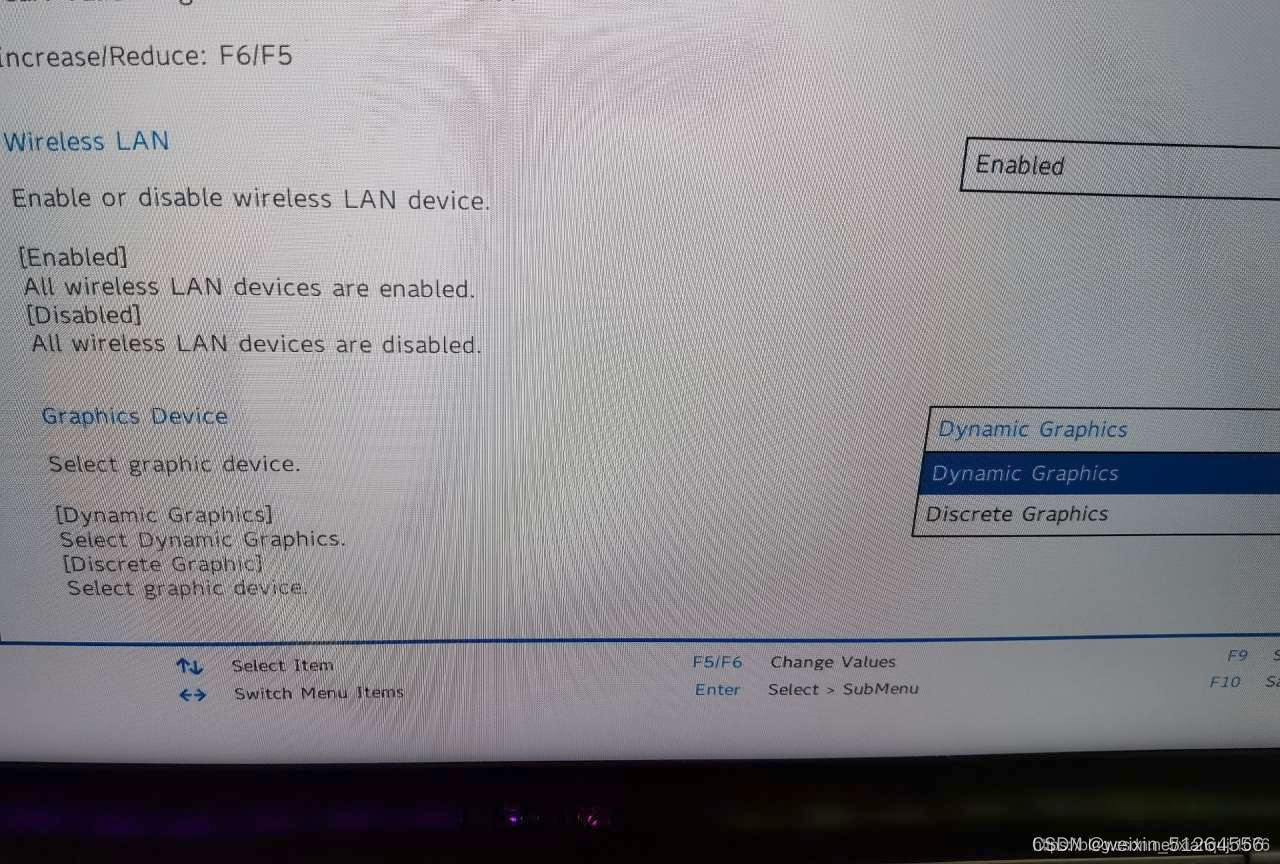 Increase/Reduce: F6/F5
Wireless LAN
Enabled
Enable or disable wireless LAN device.
[Enabled]
All wireless LAN devices are enabled.
[Disabled]
All wireless LAN devices are disabled.
Graphics Device
Dynamic Graphics
Select graphic device.
Dynamic Graphics
[Dynamic Graphics]
Discrete Graphics
Select Dynamic Graphics.
[Discrete Graphic]
Select graphic device.
↑↓ Select Item F5/F6 Change Values F9
↔ Switch Menu Items Enter Select > SubMenu F10
CSDN @weixin_51264556